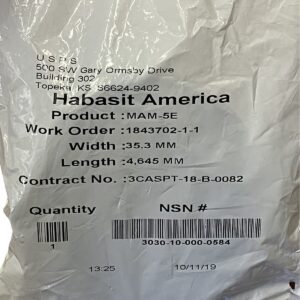 U S P S
500 SW Gary Ormsby Drive
Building 302
Topeka KS 66624-9402
Habasit America
Product : MAM-5E
Work Order : 1843702-1-1
Width : 35.3 MM
Length : 4,645 MM
Contract No. : 3CASPT-18-B-0082
Quantity NSN #
1 3030-10-000-0584
13:25 10/11/19